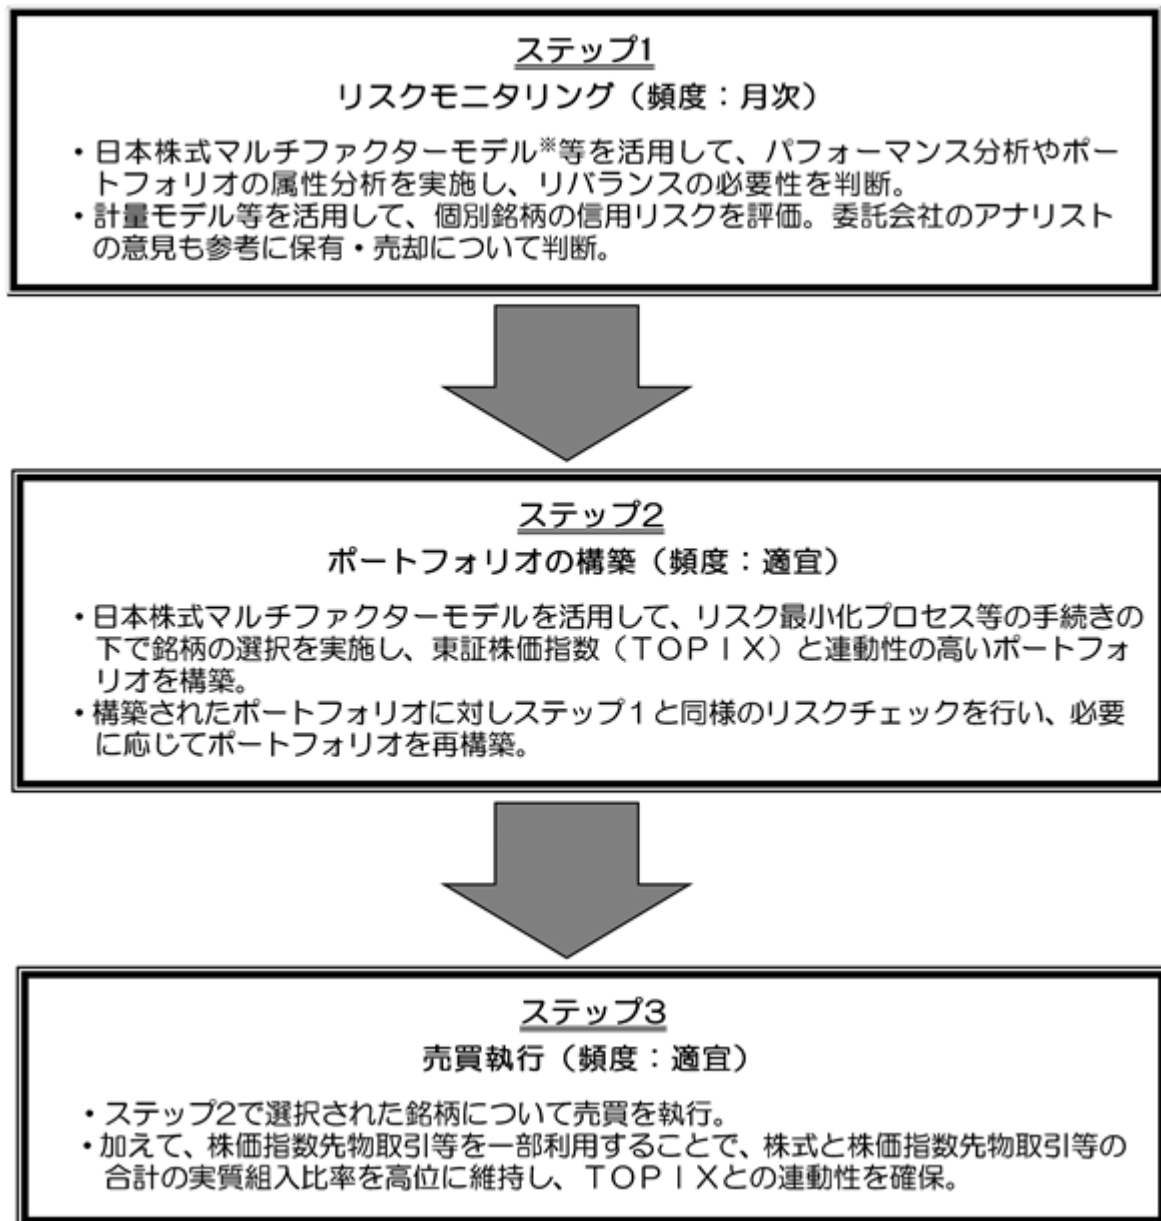 ステップ1
リスクモニタリング（頻度：月次）
・日本株式マルチファクターモデル※等を活用して、パフォーマンス分析やポー
トフォリオの属性分析を実施し、リバランスの必要性を判断。
・計量モデル等を活用して、個別銘柄の信用リスクを評価。委託会社のアナリスト
の意見も参考に保有・売却について判断。
ステップ2
ポートフォリオの構築（頻度：適宜）
・日本株式マルチファクターモデルを活用して、リスク最小化プロセス等の手続きの
下で銘柄の選択を実施し、東証株価指数（ＴＯＰＩＸ）と連動性の高いポートフォ
リオを構築。
・構築されたポートフォリオに対しステップ１と同様のリスクチェックを行い、必要
に応じてポートフォリオを再構築。
ステップ3
売買執行（頻度：適宜）
・ステップ2で選択された銘柄について売買を執行。
・加えて、株価指数先物取引等を一部利用することで、株式と株価指数先物取引等の
合計の実質組入比率を高位に維持し、ＴＯＰＩＸとの連動性を確保。